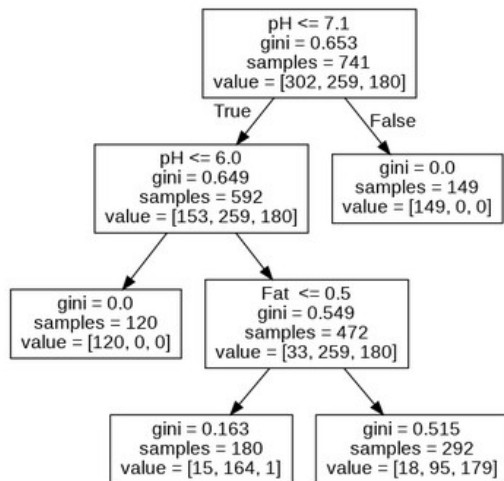 pH <= 7.1
gini = 0.653
samples = 741
value = [302, 259, 180]
True
False
pH <= 6.0
gini = 0.649
samples = 592
value = [153, 259, 180]
gini = 0.0
samples = 149
value = [149, 0, 0]
gini = 0.0
samples = 120
value = [120, 0, 0]
Fat <= 0.5
gini = 0.549
samples = 472
value = [33, 259, 180]
gini = 0.163
samples = 180
value = [15, 164, 1]
gini = 0.515
samples = 292
value = [18, 95, 179]